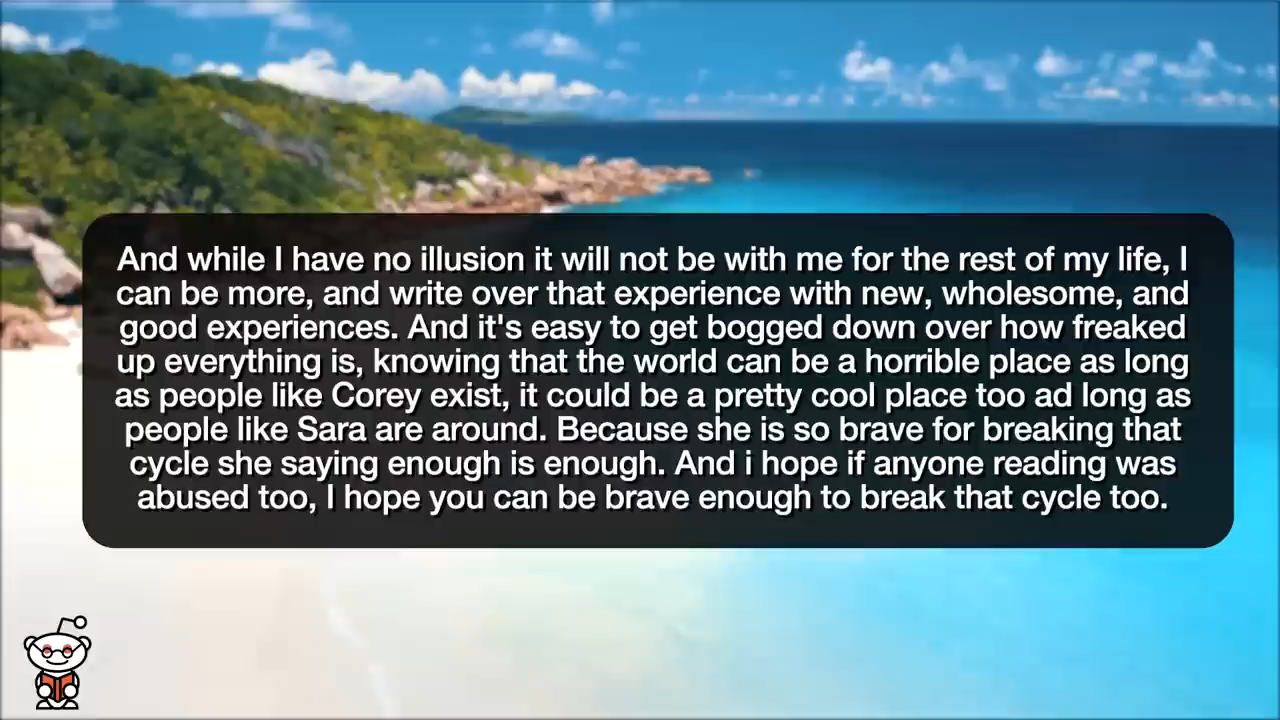 And while I have no illusion it will not be with me for the rest of my life, I
can be more, and write over that experience with new, wholesome, and
good experiences. And it's easy to get bogged down over how freaked
up everything is, knowing that the world can be a horrible place as long
as people like Corey exist, it could be a pretty cool place too ad long as
people like Sara are around. Because she is so brave for breaking that
cycle she saying enough is enough. And i hope if anyone reading was
abused too, I hope you can be brave enough to break that cycle too.